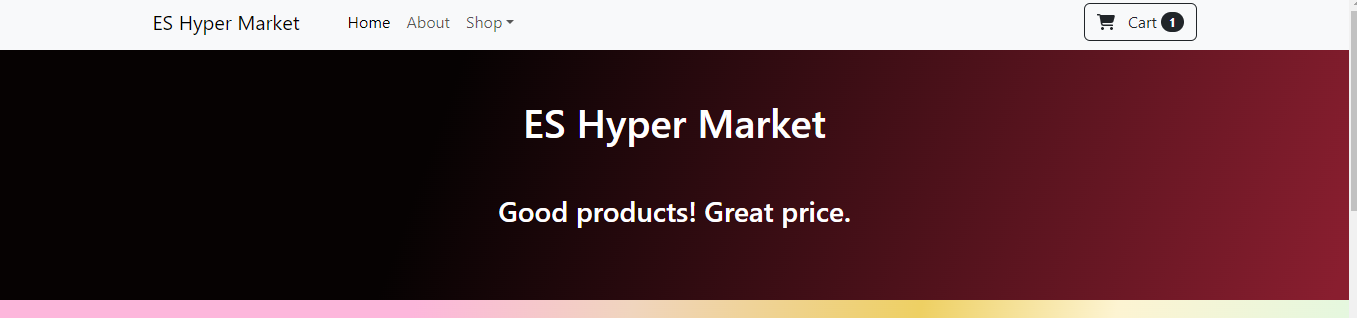 ES Hyper Market Home About Shop Cart 1
ES Hyper Market
Good products! Great price.